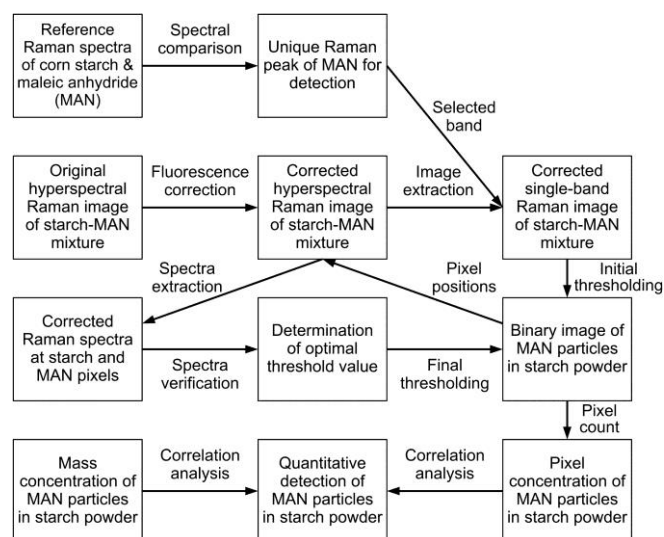 Reference
Raman spectra
of corn starch &
maleic anhydride
(MAN)
Spectral
comparison
Unique Raman
peak of MAN for
detection
Selected
band
Original
hyperspectral
Raman image
of starch-MAN
mixture
Fluorescence
correction
Corrected
hyperspectral
Raman image
of starch-MAN
mixture
Image
extraction
Corrected
single-band
Raman image
of starch-MAN
mixture
Spectra
extraction
Pixel
positions
Initial
thresholding
Corrected
Raman spectra
at starch and
MAN pixels
Spectra
verification
Determination
of optimal
threshold value
Final
thresholding
Binary image of
MAN particles
in starch powder
Pixel
count
Mass
concentration of
MAN particles
in starch powder
Correlation
analysis
Quantitative
detection of
MAN particles
in starch powder
Correlation
analysis
Pixel
concentration of
MAN particles
in starch powder